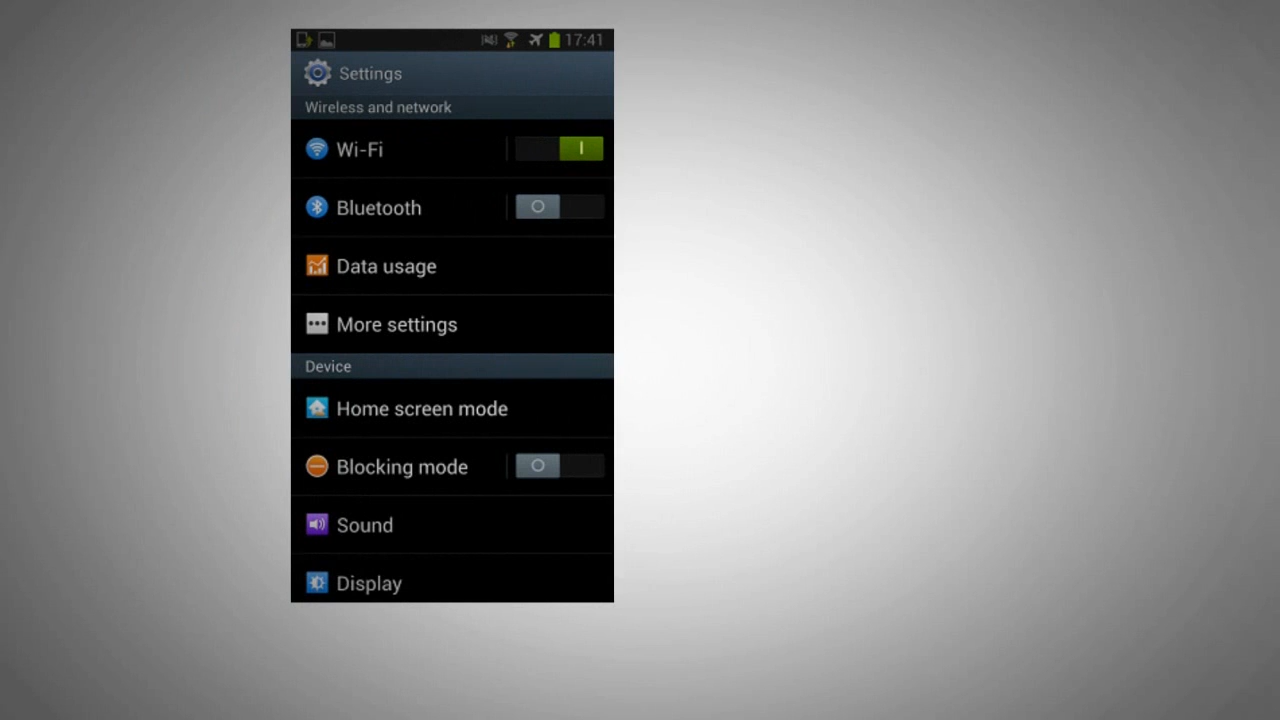 17:41
Settings
Wireless and network
Wi-Fi
Bluetooth
Data usage
More settings
Device
Home screen mode
Blocking mode
Sound
Display